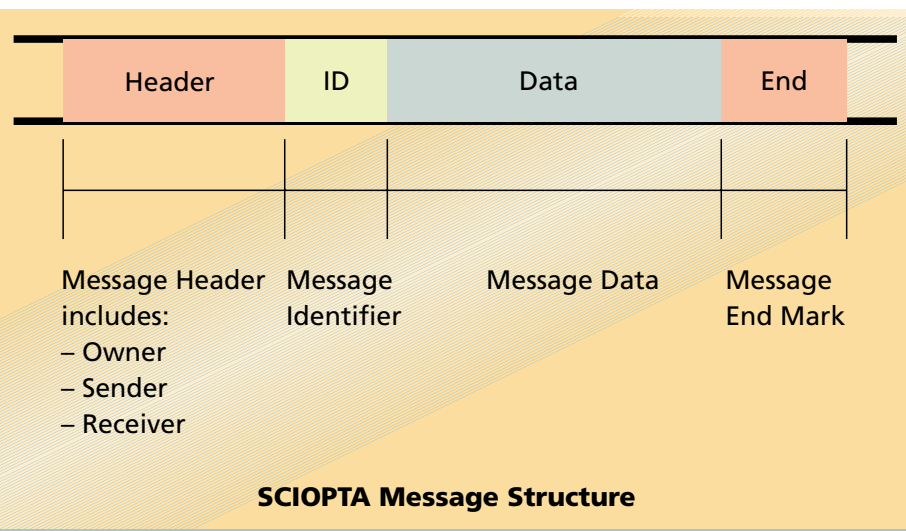 Header ID Data End
Message Header Message Message Data Message
includes: Identifier End Mark
– Owner
– Sender
– Receiver
SCIOPTA Message Structure